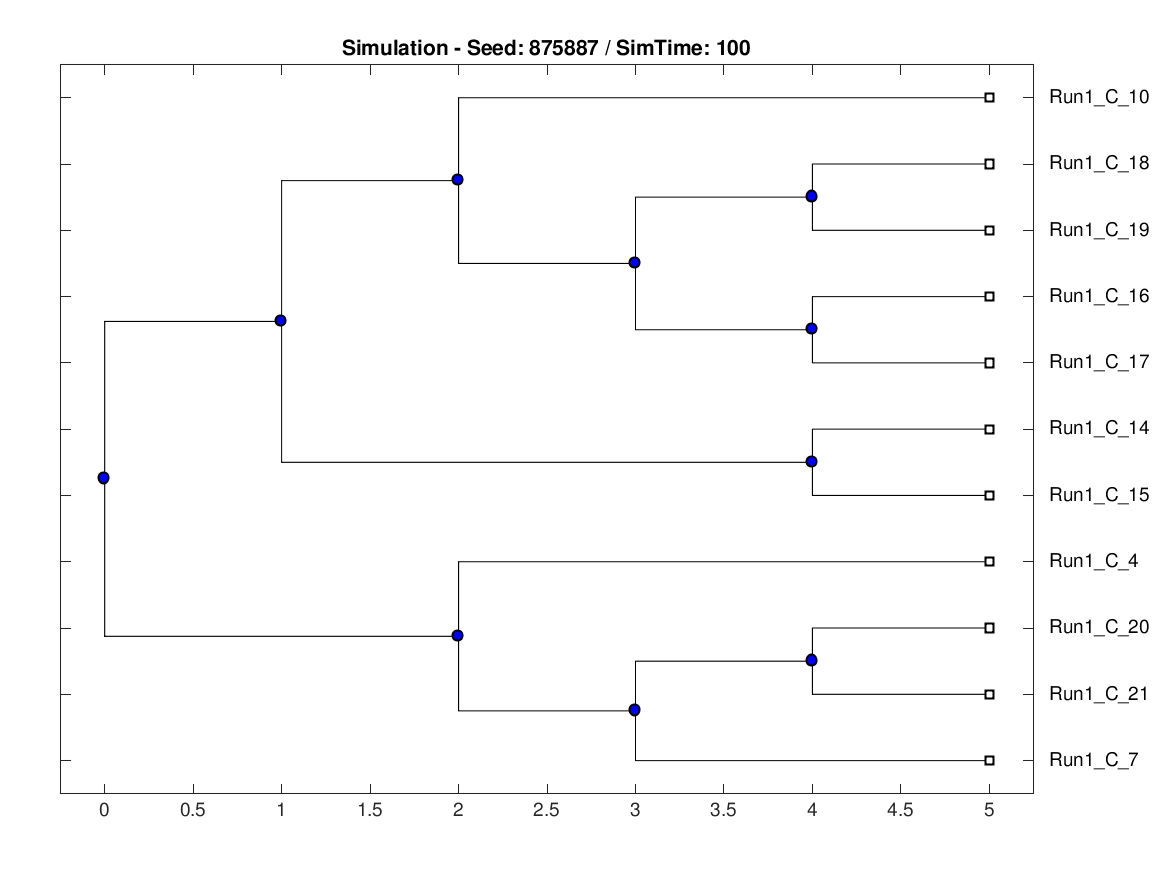 Simulation - Seed: 875887 / SimTime: 100
Run1_C_10
Run1_C_18
Run1_C_19
Run1_C_16
Run1_C_17
Run1_C_14
Run1_C_15
Run1_C_4
Run1_C_20
Run1_C_21
Run1_C_7
0 0.5 1 1.5 2 2.5 3 3.5 4 4.5 5